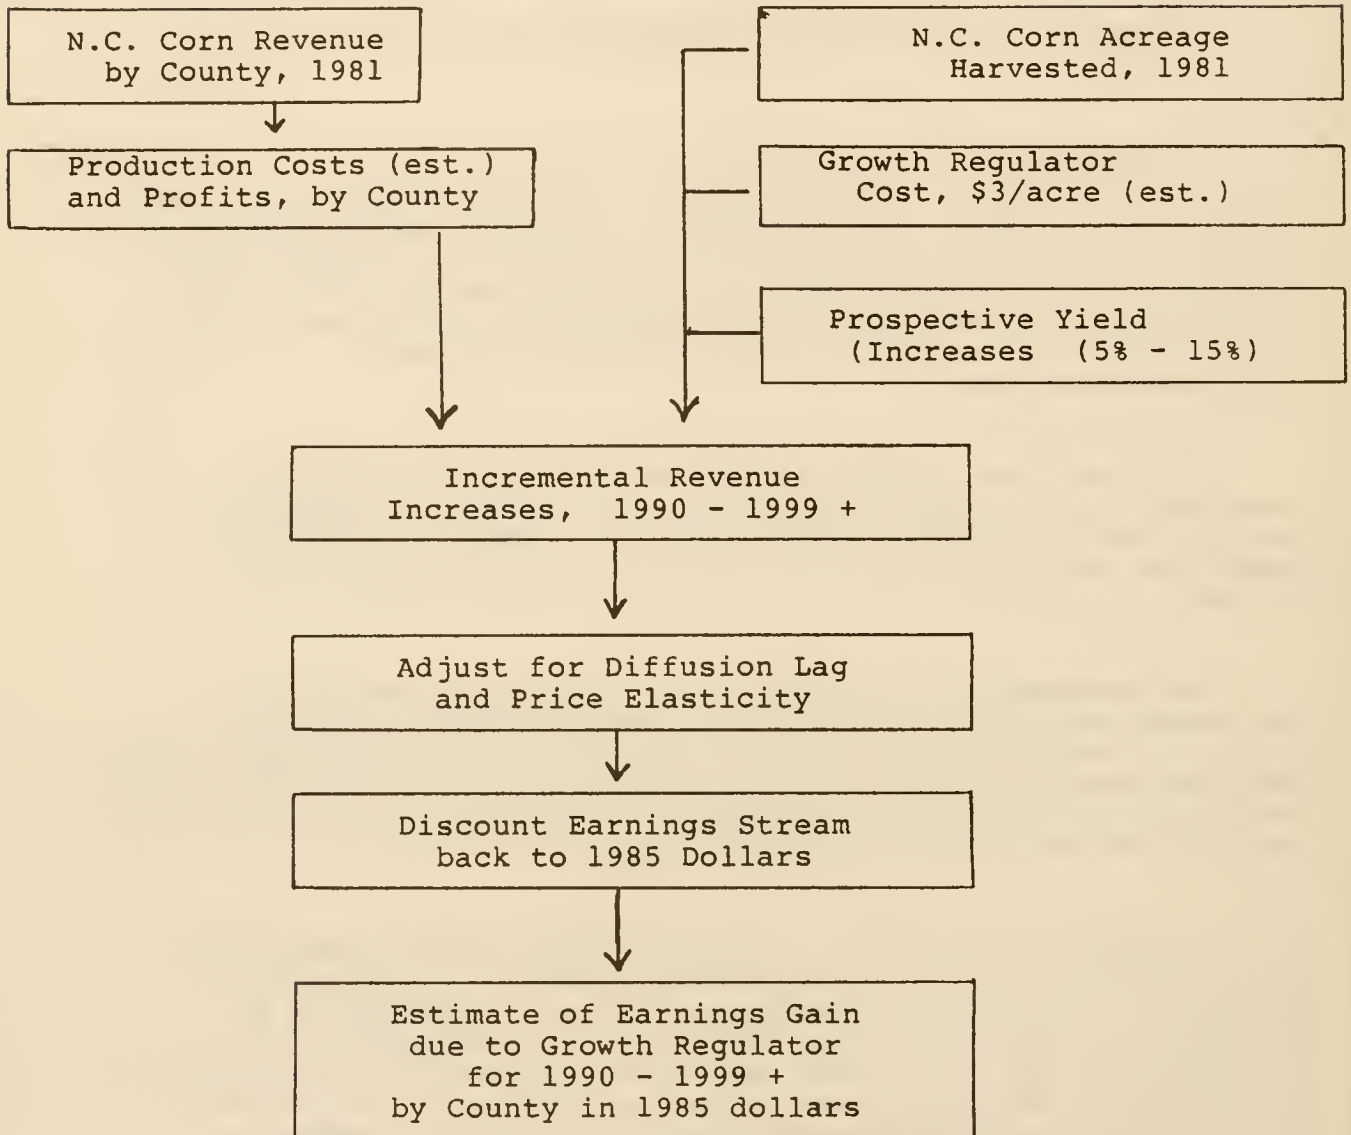 N.C. Corn Revenue
by County, 1981
N.C. Corn Acreage
Harvested, 1981
Production Costs (est.)
and Profits, by County
Growth Regulator
Cost, $3/acre (est.)
Prospective Yield
(Increases (5% - 15%)
Incremental Revenue
Increases, 1990 - 1999 +
Adjust for Diffusion Lag
and Price Elasticity
Discount Earnings Stream
back to 1985 Dollars
Estimate of Earnings Gain
due to Growth Regulator
for 1990 - 1999 +
by County in 1985 dollars